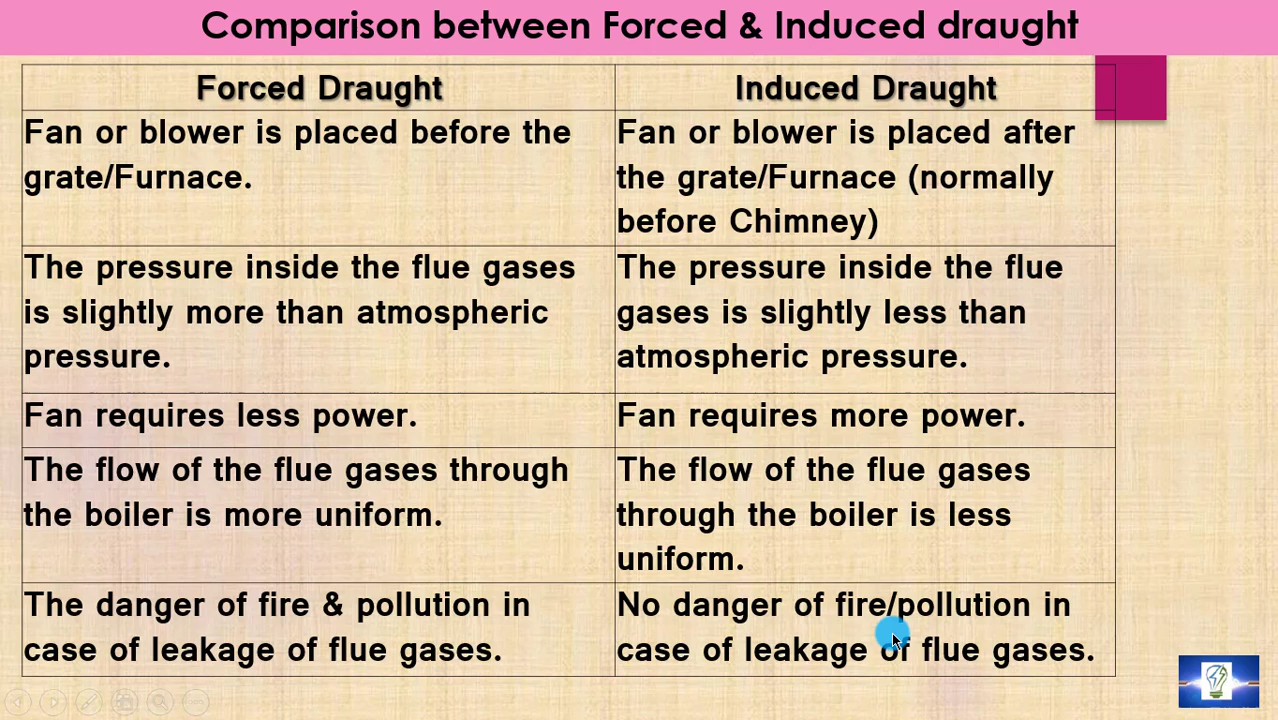 Comparison between Forced & Induced draught
Forced Draught
Induced Draught
Fan or blower is placed before the
grate/Furnace.
Fan or blower is placed after
the grate/Furnace (normally
before Chimney)
The pressure inside the flue gases
is slightly more than atmospheric
pressure.
The pressure inside the flue
gases is slightly less than
atmospheric pressure.
Fan requires less power.
Fan requires more power.
The flow of the flue gases through
the boiler is more uniform.
The flow of the flue gases
through the boiler is less
uniform.
The danger of fire & pollution in
case of leakage of flue gases.
No danger of fire/pollution in
case of leakage of flue gases.